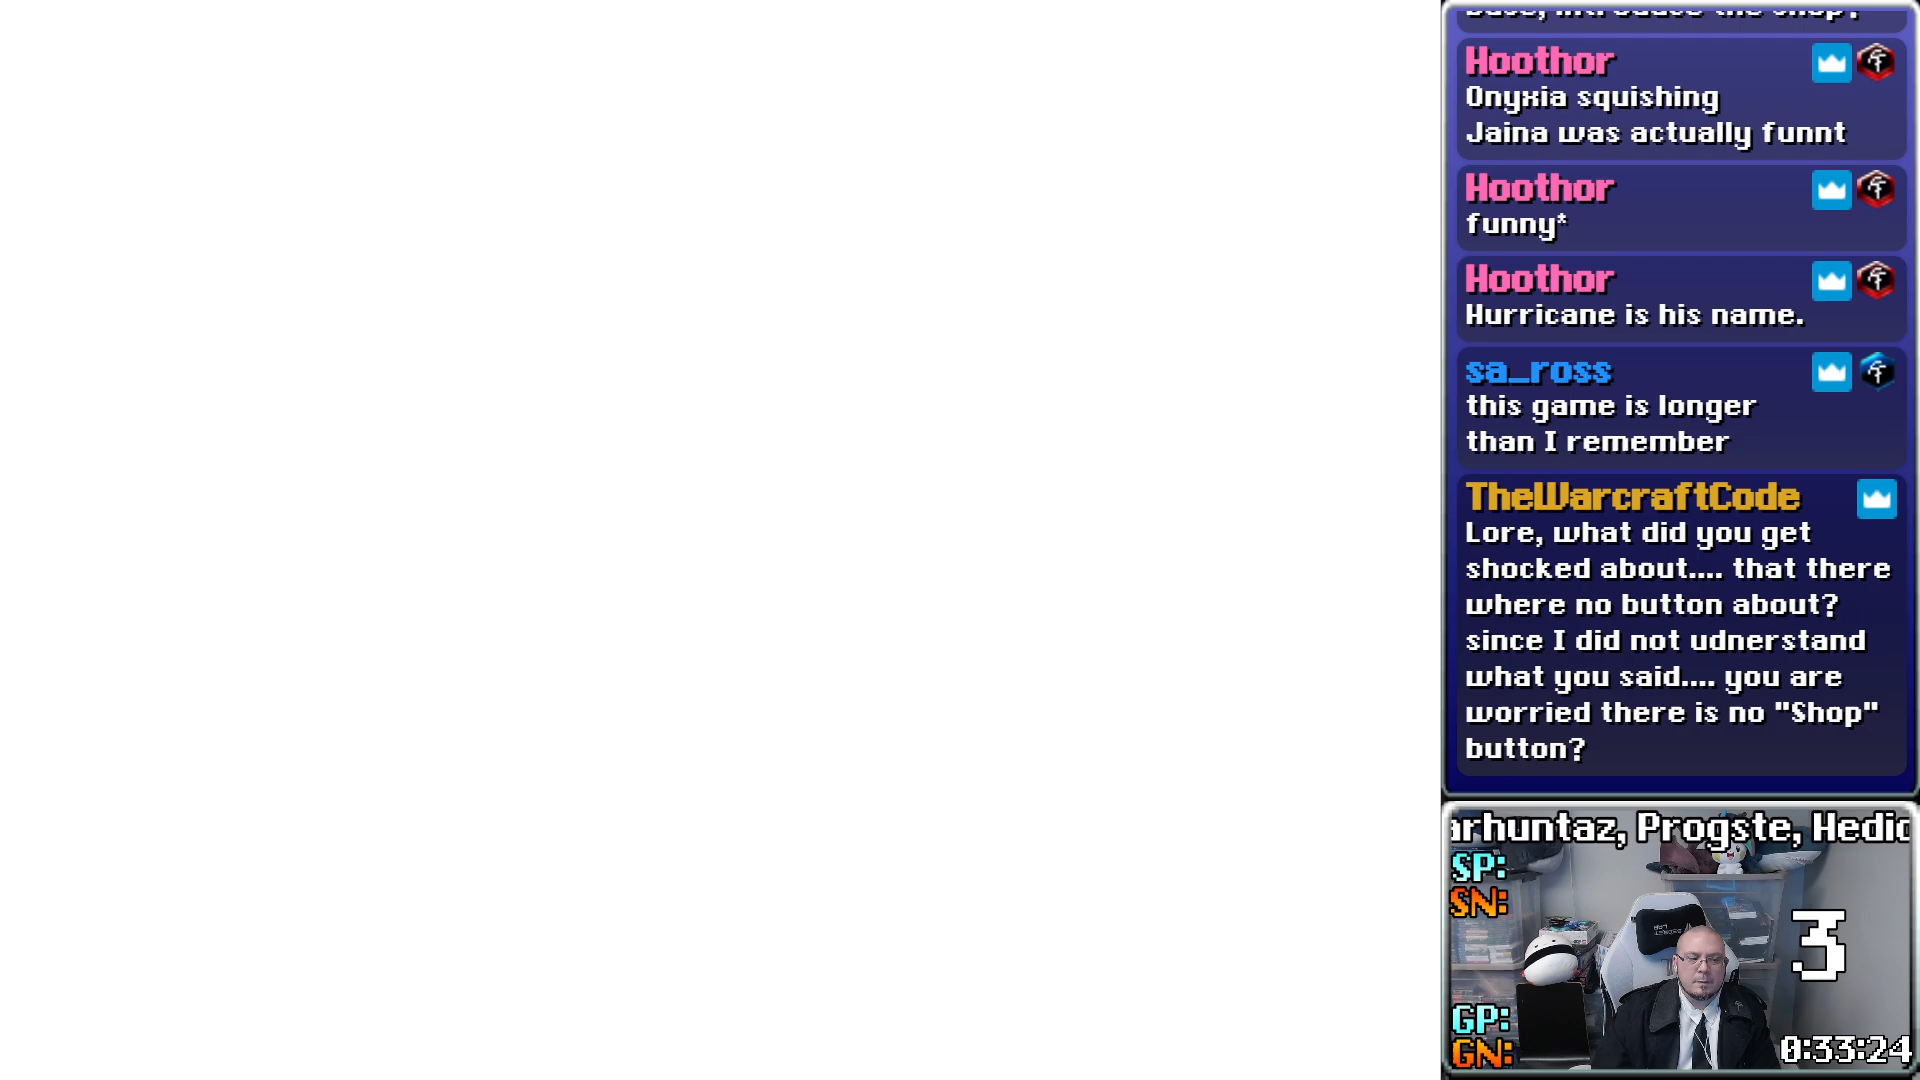 Hoothor
Onyxia squishing
Jaina was actually funnt
Hoothor
funny*
Hoothor
Hurricane is his name.
sa_ross
this game is longer
than I remember
TheWarcraftCode
Lore, what did you get
shocked about.... that there
where no button about?
since I did not udnerstand
what you said.... you are
worried there is no "Shop"
button?
arhuntaz, Progste, Hedic
SP:
SN:
3
GP:
GN:
0:33:24